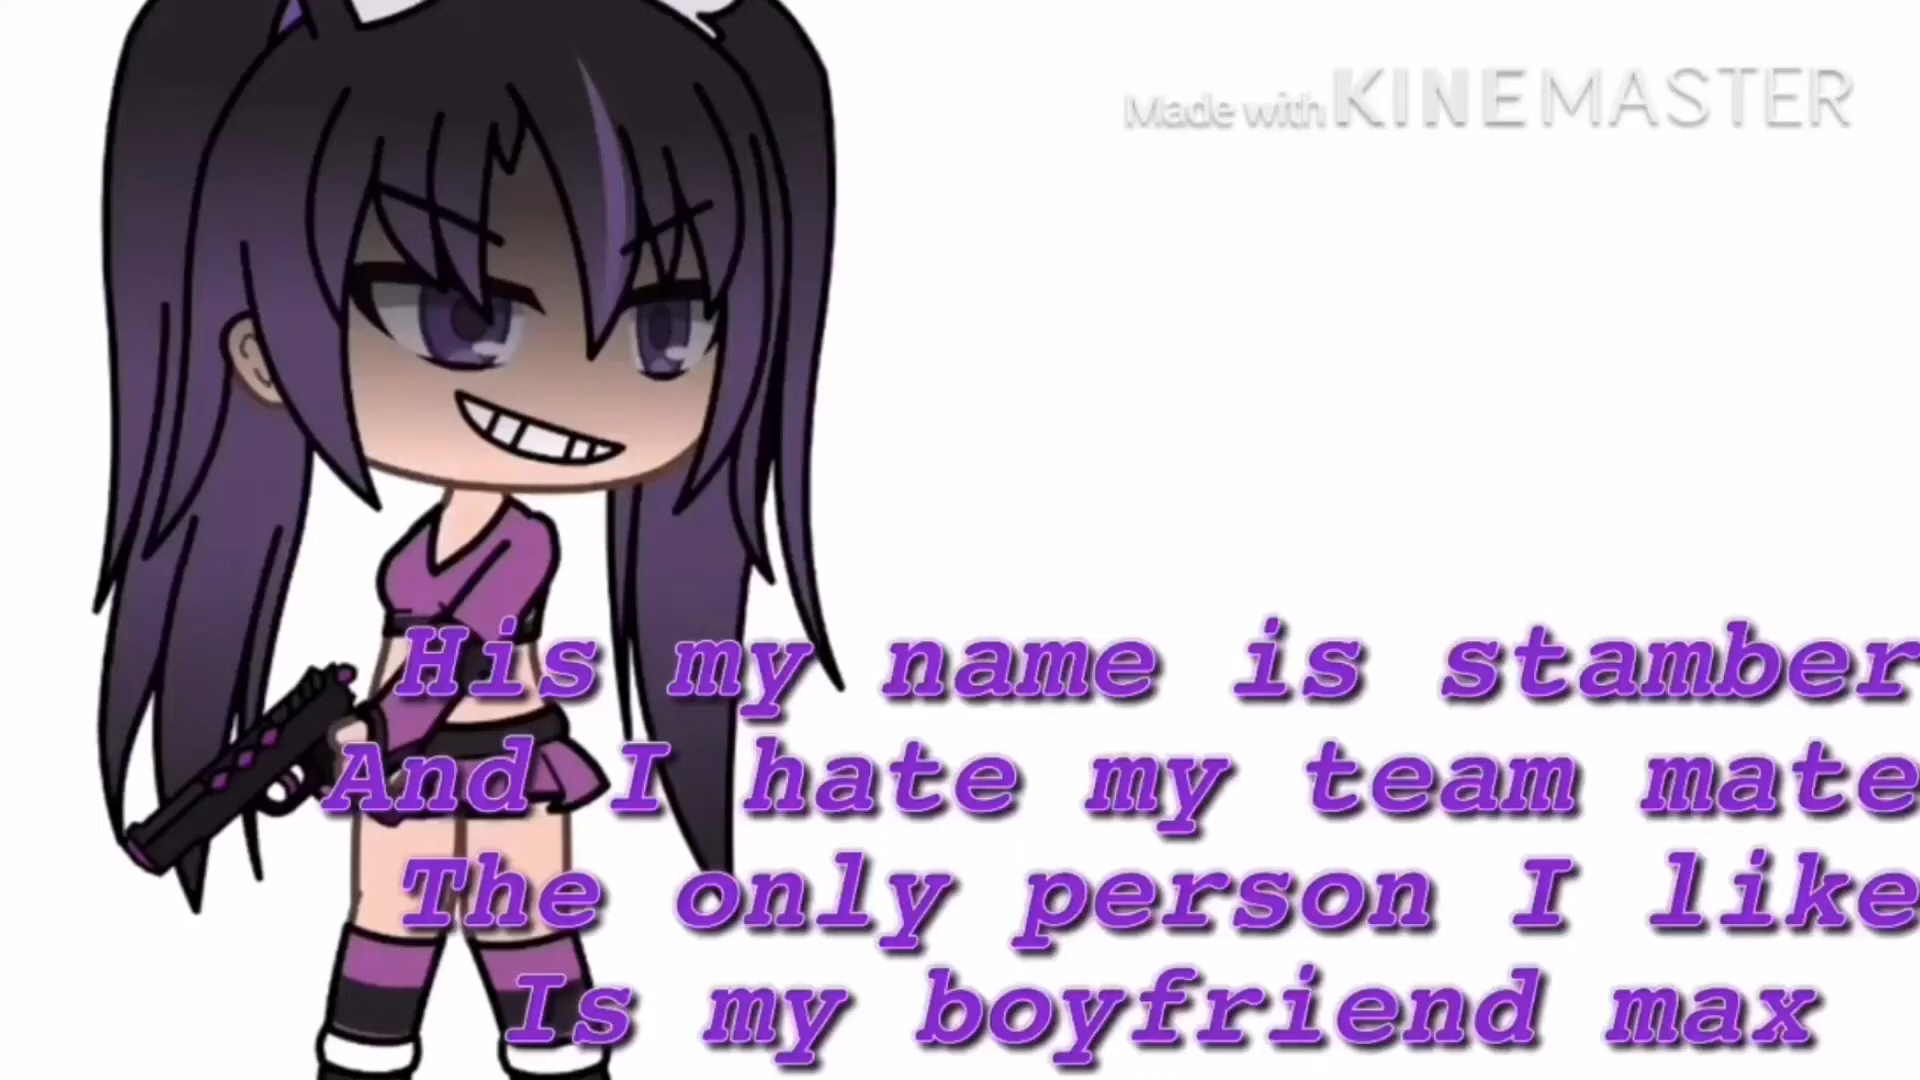 Made with KINEMASTER
His my name is stamber
And I hate my team mate
The only person I like
Is my boyfriend max